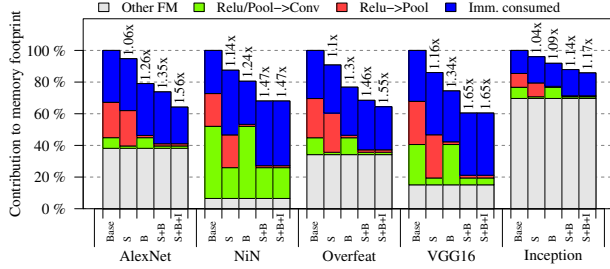 Other FM Relu/Pool->Conv Relu->Pool Imm. consumed
Contribution to memory footprint
100 %
80 %
60 %
40 %
20 %
0 %
1.06x 1.26x 1.35x 1.56x
1.14x 1.24x 1.47x 1.47x
1.1x 1.3x 1.46x 1.55x
1.16x 1.34x 1.65x 1.65x
1.04x 1.09x 1.14x 1.17x
Base S B S+B S+B+I
Base S B S+B S+B+I
Base S B S+B S+B+I
Base S B S+B S+B+I
Base S B S+B S+B+I
AlexNet NiN Overfeat VGG16 Inception